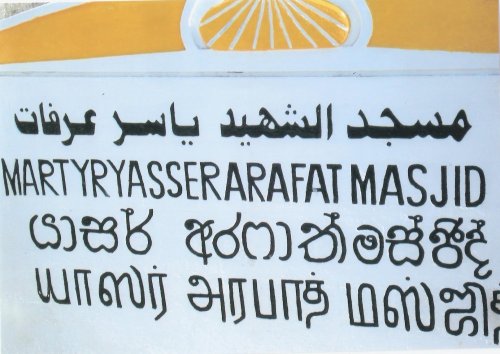 مسجد الشهيد ياسر عرفات
MARTYRYASSERARAFAT MASJID
යාසර් අරෆාත් මස්ජිද්
யாஸர் அரபாத் மஸ்ஜித்